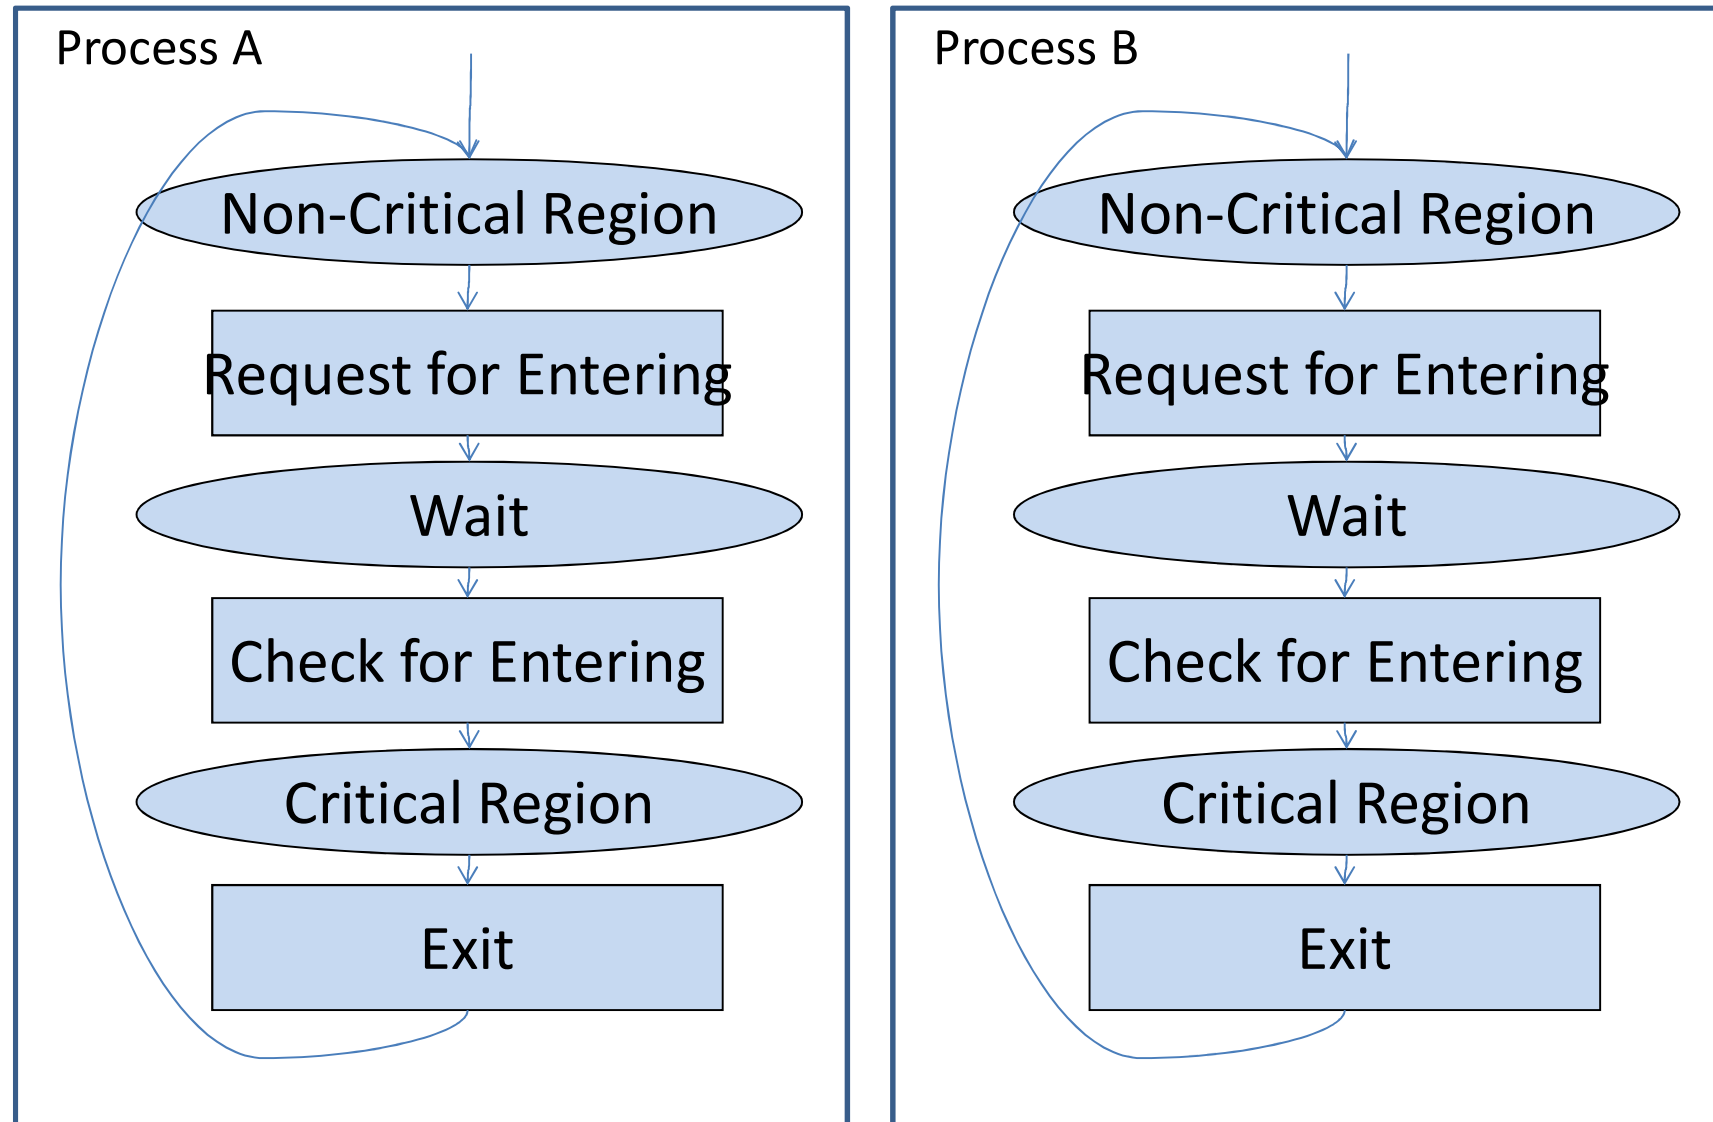 Process A
Non-Critical Region
Request for Entering
Wait
Check for Entering
Critical Region
Exit
Process B
Non-Critical Region
Request for Entering
Wait
Check for Entering
Critical Region
Exit